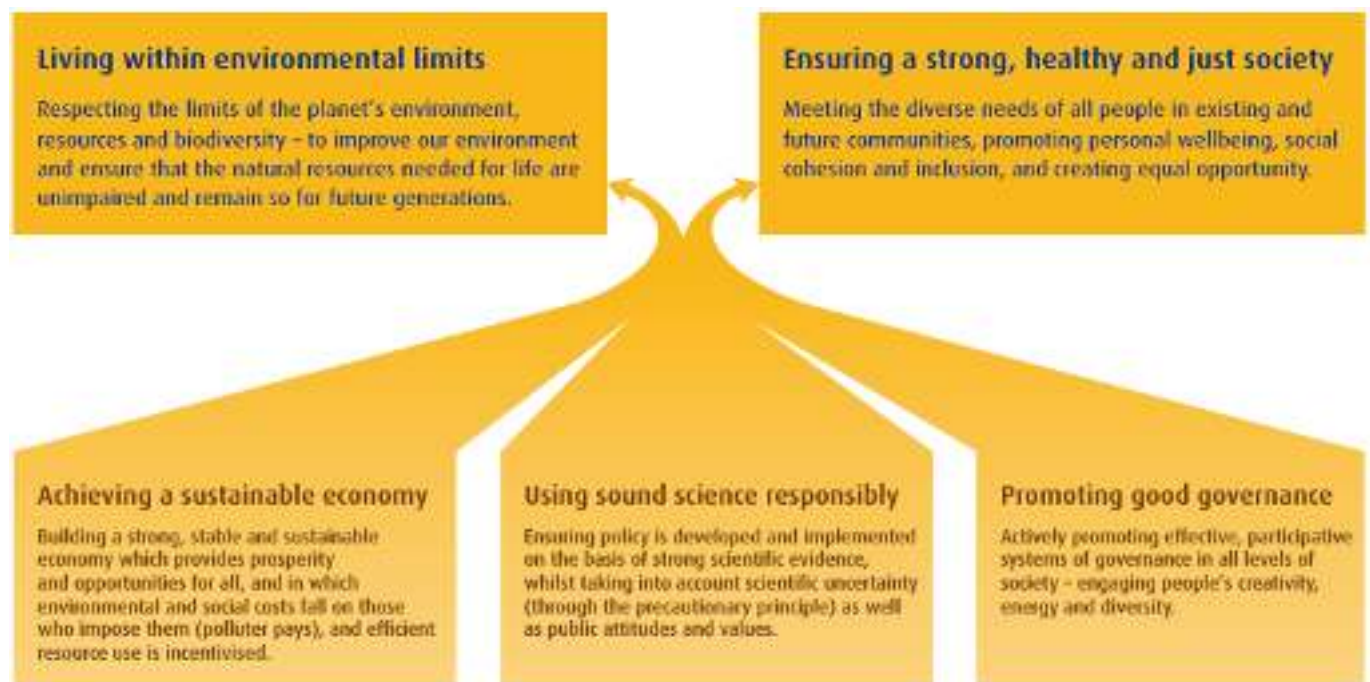 Living within environmental limits
Respecting the limits of the planet's environment,
resources and biodiversity – to improve our environment
and ensure that the natural resources needed for life are
unimpaired and remain so for future generations.
Ensuring a strong, healthy and just society
Meeting the diverse needs of all people in existing and
future communities, promoting personal wellbeing, social
cohesion and inclusion, and creating equal opportunity.
Achieving a sustainable economy
Building a strong, stable and sustainable
economy which provides prosperity
and opportunities for all, and in which
environmental and social costs fall on those
who impose them (polluter pays), and efficient
resource use is incentivised.
Using sound science responsibly
Ensuring policy is developed and implemented
on the basis of strong scientific evidence,
whilst taking into account scientific uncertainty
(through the precautionary principle) as well
as public attitudes and values.
Promoting good governance
Actively promoting effective, participative
systems of governance in all levels of
society – engaging people's creativity,
energy and diversity.